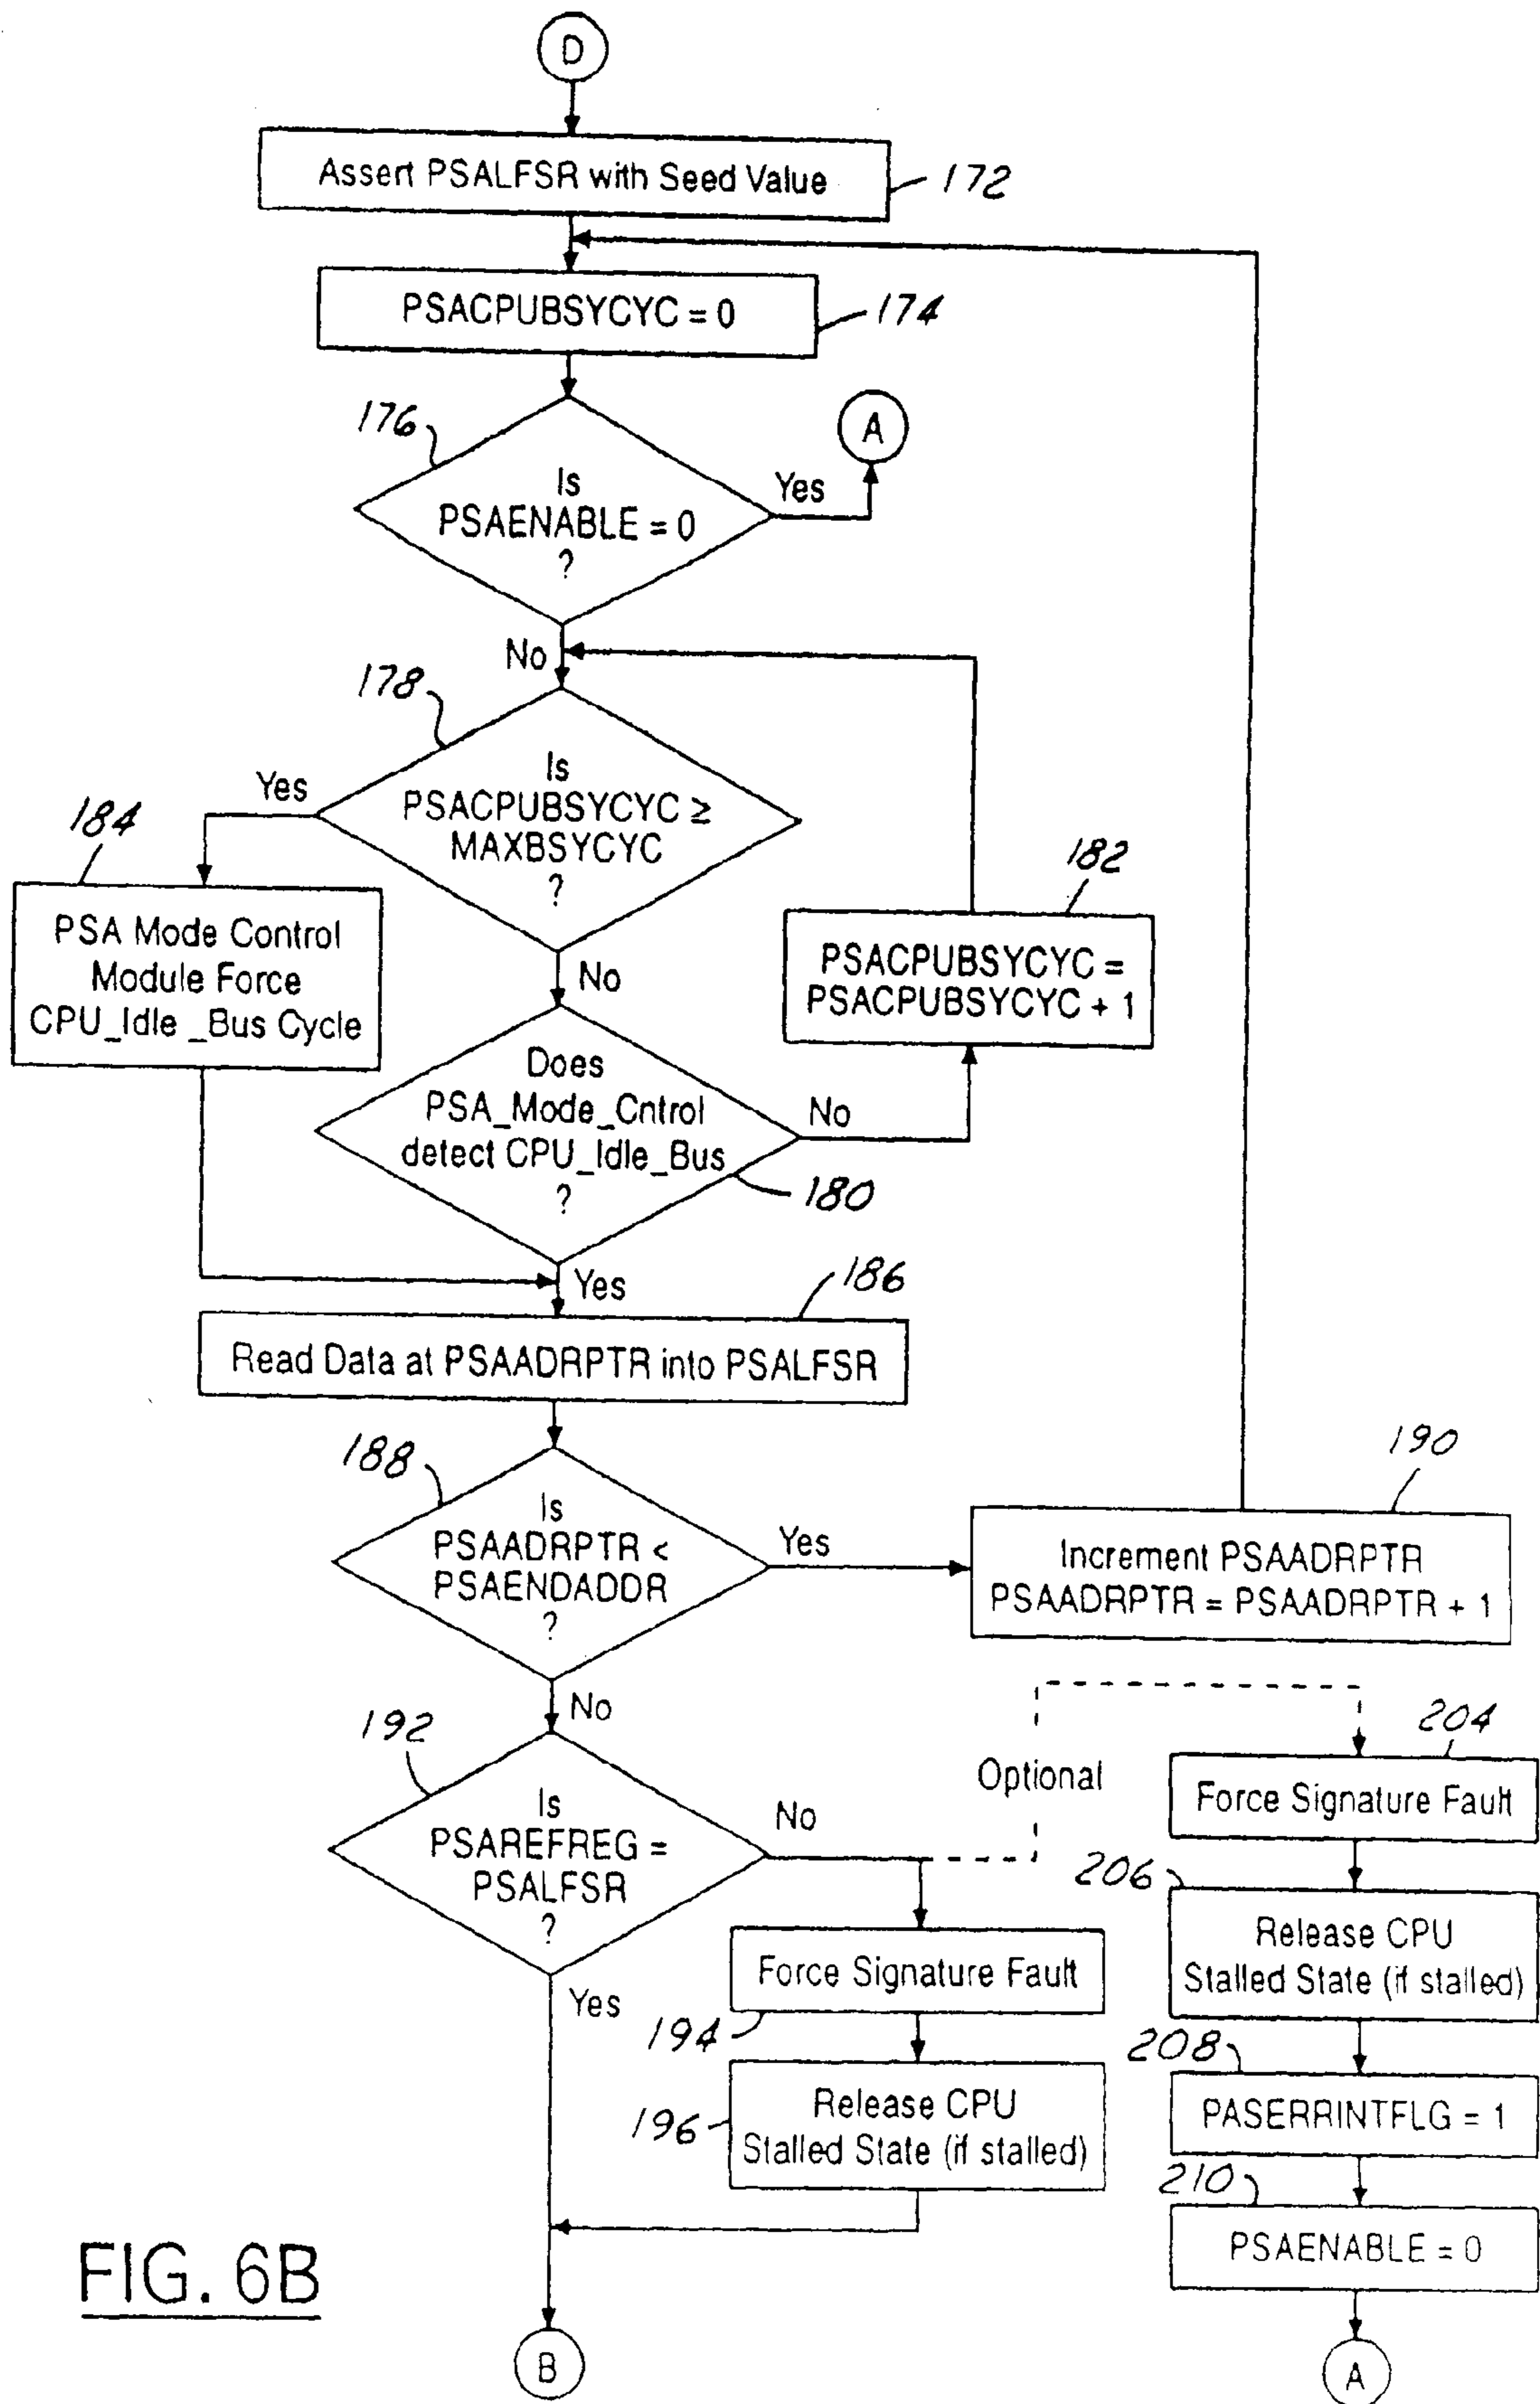 D
Assert PSALFSR with Seed Value
172
PSACPUBSYCYC = 0
174
176
Is
PSAENABLE = 0
?
Yes
A
No
178
Is
PSACPUBSYCYC ≥
MAXBSYCYC
?
Yes
184
PSA Mode Control
Module Force
CPU_Idle _Bus Cycle
No
182
PSACPUBSYCYC =
PSACPUBSYCYC + 1
Does
PSA_Mode_Cntrol
detect CPU_Idle_Bus
?
No
180
Yes
186
Read Data at PSAADRPTR into PSALFSR
188
Is
PSAADRPTR <
PSAENDADDR
?
Yes
190
Increment PSAADRPTR
PSAADRPTR = PSAADRPTR + 1
No
192
Is
PSAREFREG =
PSALFSR
?
No
Optional
204
Force Signature Fault
206
Release CPU
Stalled State (if stalled)
208
PASERRINTFLG = 1
210
PSAENABLE = 0
A
Yes
Force Signature Fault
194
Release CPU
Stalled State (if stalled)
196
B
FIG. 6B